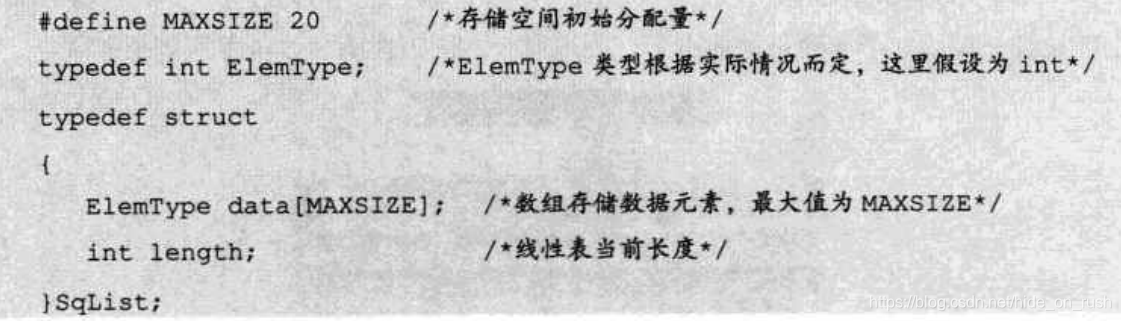 #define MAXSIZE 20 /*存储空间初始分配量*/
typedef int ElemType; /*ElemType 类型根据实际情况而定，这里假设为 int*/
typedef struct
{
ElemType data[MAXSIZE]; /*数组存储数据元素，最大值为 MAXSIZE*/
int length; /*线性表当前长度*/
}SqList;
https://blog.csdn.net/hide_on_rush